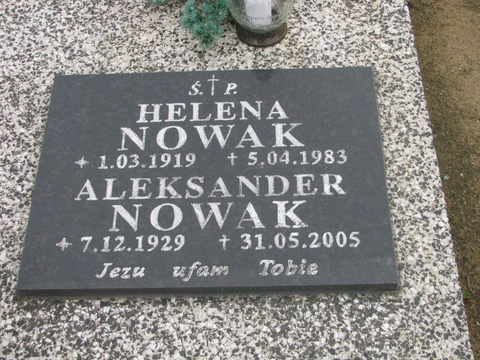 Ś.†P.
HELENA
NOWAK
* 1.03.1919 † 5.04.1983
ALEKSANDER
NOWAK
* 7.12.1929 † 31.05.2005
Jezu ufam Tobie